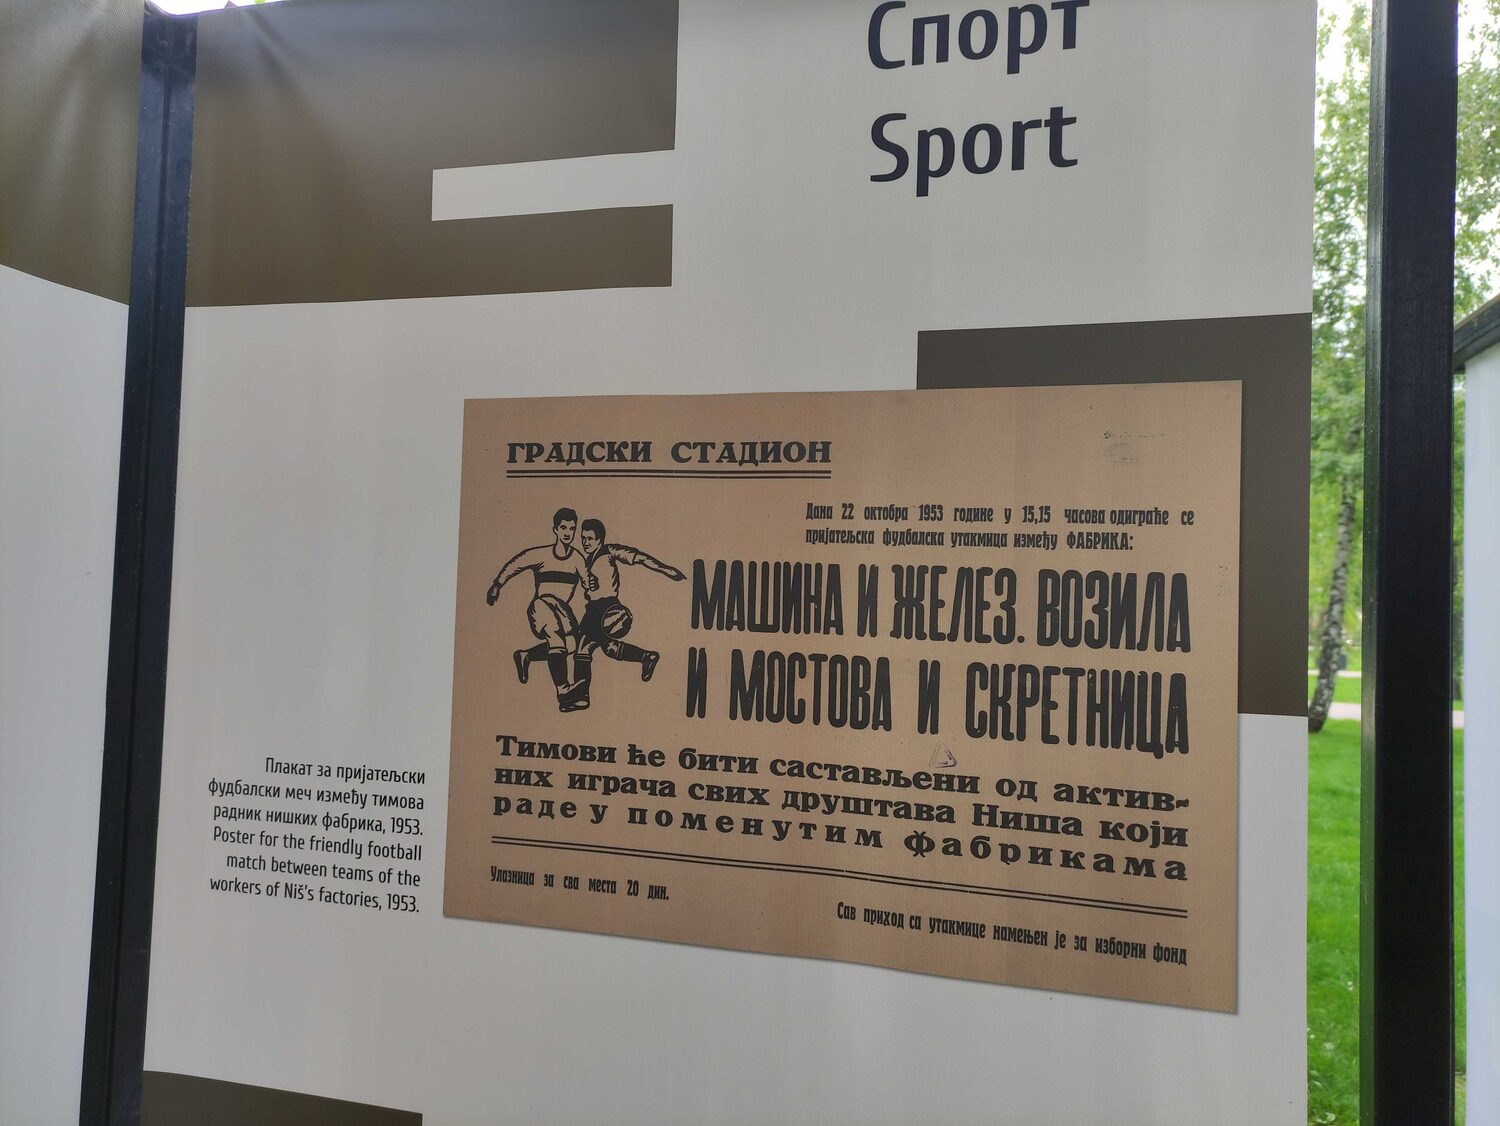 Спорт
Sport
ГРАДСКИ СТАДИОН
Дана 22 октобра 1953 године у 15,15 часова одиграће се
пријатељска фудбалска утакмица између ФАБРИКА:
МАШИНА И ЖЕЛЕЗ. ВОЗИЛА
И МОСТОВА И СКРЕТНИЦА
Тимови ће бити састављени од актив-
них играча свих друштава Ниша који
раде у поменутим фабрикама
Улазница за сва места 20 дин.
Сав приход са утакмице намењен је за изборни фонд
Плакат за пријатељски
фудбалски меч између тимова
радник нишких фабрика, 1953.
Poster for the friendly football
match between teams of the
workers of Niš's factories, 1953.